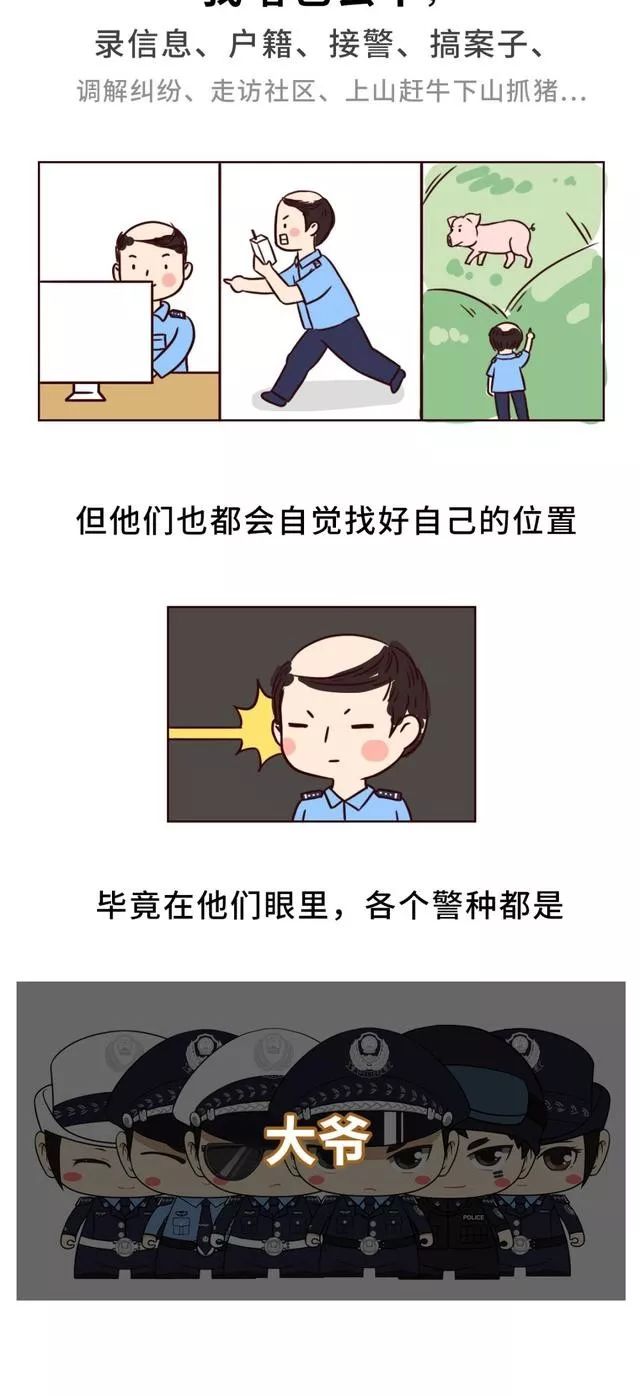 录信息、户籍、接警、搞案子、
调解纠纷、走访社区、上山赶牛下山抓猪...
但他们也都会自觉找好自己的位置
毕竟在他们眼里，各个警种都是
大爷
POLICE